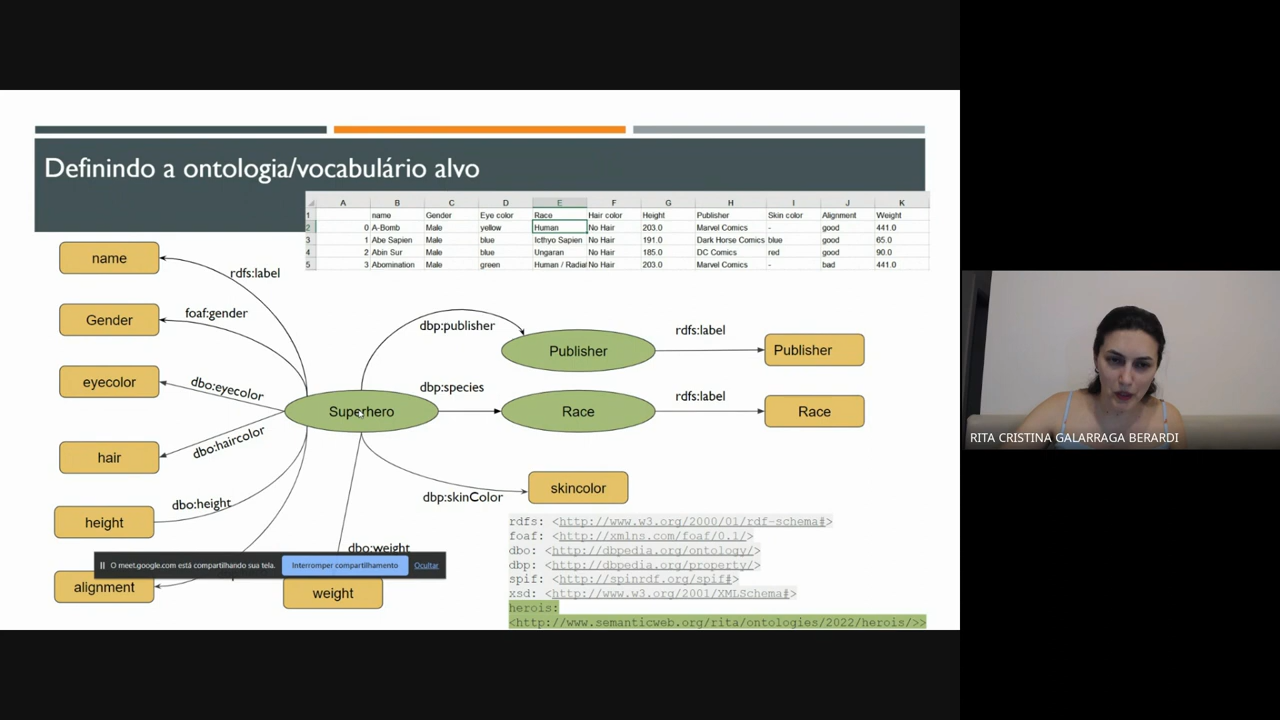 Definindo a ontologia/vocabulário alvo
A B C D E F G H I J K
1 name Gender Eye color Race Hair color Height Publisher Skin color Alignment Weight
2 0 A-Bomb Male yellow Human No Hair 203.0 Marvel Comics - good 441.0
3 1 Abe Sapien Male blue Icthyo Sapien No Hair 191.0 Dark Horse Comics blue good 65.0
4 2 Abin Sur Male blue Ungaran No Hair 185.0 DC Comics red good 90.0
5 3 Abomination Male green Human / Radiat No Hair 203.0 Marvel Comics - bad 441.0
name
rdfs:label
Gender
foaf:gender
dbp:publisher
Publisher
rdfs:label
Publisher
eyecolor
dbo:eyecolor
dbp:species
Superhero
Race
rdfs:label
Race
hair
dbo:haircolor
RITA CRISTINA GALARRAGA BERARDI
height
dbo:height
dbp:skinColor
skincolor
dbo:weight
O meet.google.com está compartilhando sua tela.
Interromper compartilhamento
Ocultar
alignment
weight
rdfs: <http://www.w3.org/2000/01/rdf-schema#>
foaf: <http://xmlns.com/foaf/0.1/>
dbo: <http://dbpedia.org/ontology/>
dbp: <http://dbpedia.org/property/>
spif: <http://spinrdf.org/spif#>
xsd: <http://www.w3.org/2001/XMLSchema#>
herois:
<http://www.semanticweb.org/rita/ontologies/2022/herois/>>